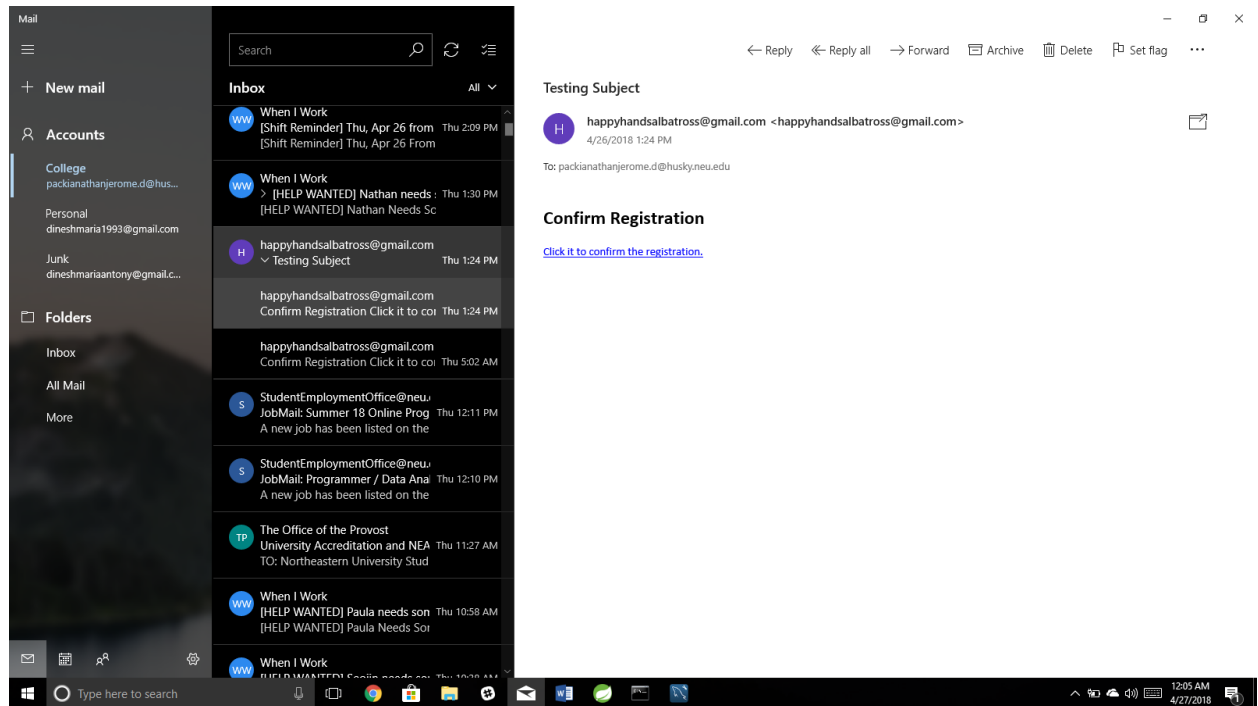 Mail
New mail
Accounts
College
packianathanjerome.d@hus...
Personal
dineshmaria1993@gmail.com
Junk
dineshmariaantony@gmail.c...
Folders
Inbox
All Mail
More
Search
Inbox
All
WW
When I Work
[Shift Reminder] Thu, Apr 26 from Thu 2:09 PM
[Shift Reminder] Thu, Apr 26 From
WW
When I Work
> [HELP WANTED] Nathan needs Thu 1:30 PM
[HELP WANTED] Nathan Needs Sc
H
happyhandsalbatross@gmail.com
Testing Subject Thu 1:24 PM
happyhandsalbatross@gmail.com
Confirm Registration Click it to co Thu 1:24 PM
happyhandsalbatross@gmail.com
Confirm Registration Click it to co Thu 5:02 AM
S
StudentEmploymentOffice@neu.
JobMail: Summer 18 Online Prog Thu 12:11 PM
A new job has been listed on the
S
StudentEmploymentOffice@neu.
JobMail: Programmer / Data Anal Thu 12:10 PM
A new job has been listed on the
TP
The Office of the Provost
University Accreditation and NEA Thu 11:27 AM
TO: Northeastern University Stud
WW
When I Work
[HELP WANTED] Paula needs som Thu 10:58 AM
[HELP WANTED] Paula Needs Sor
WW
When I Work
Reply Reply all Forward Archive Delete Set flag
Testing Subject
H
happyhandsalbatross@gmail.com <happyhandsalbatross@gmail.com>
4/26/2018 1:24 PM
To: packianathanjerome.d@husky.neu.edu
Confirm Registration
Click it to confirm the registration.
Type here to search
12:05 AM
4/27/2018